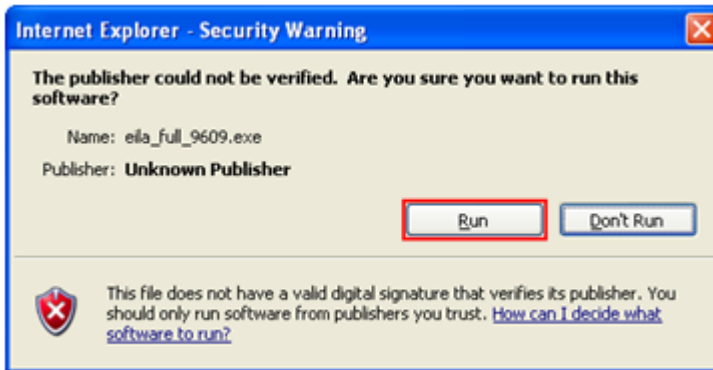 Internet Explorer - Security Warning
The publisher could not be verified.  Are you sure you want to run this
software?
Name: eila_full_9609.exe
Publisher: Unknown Publisher
Run Don't Run
This file does not have a valid digital signature that verifies its publisher. You
should only run software from publishers you trust. How can I decide what
software to run?